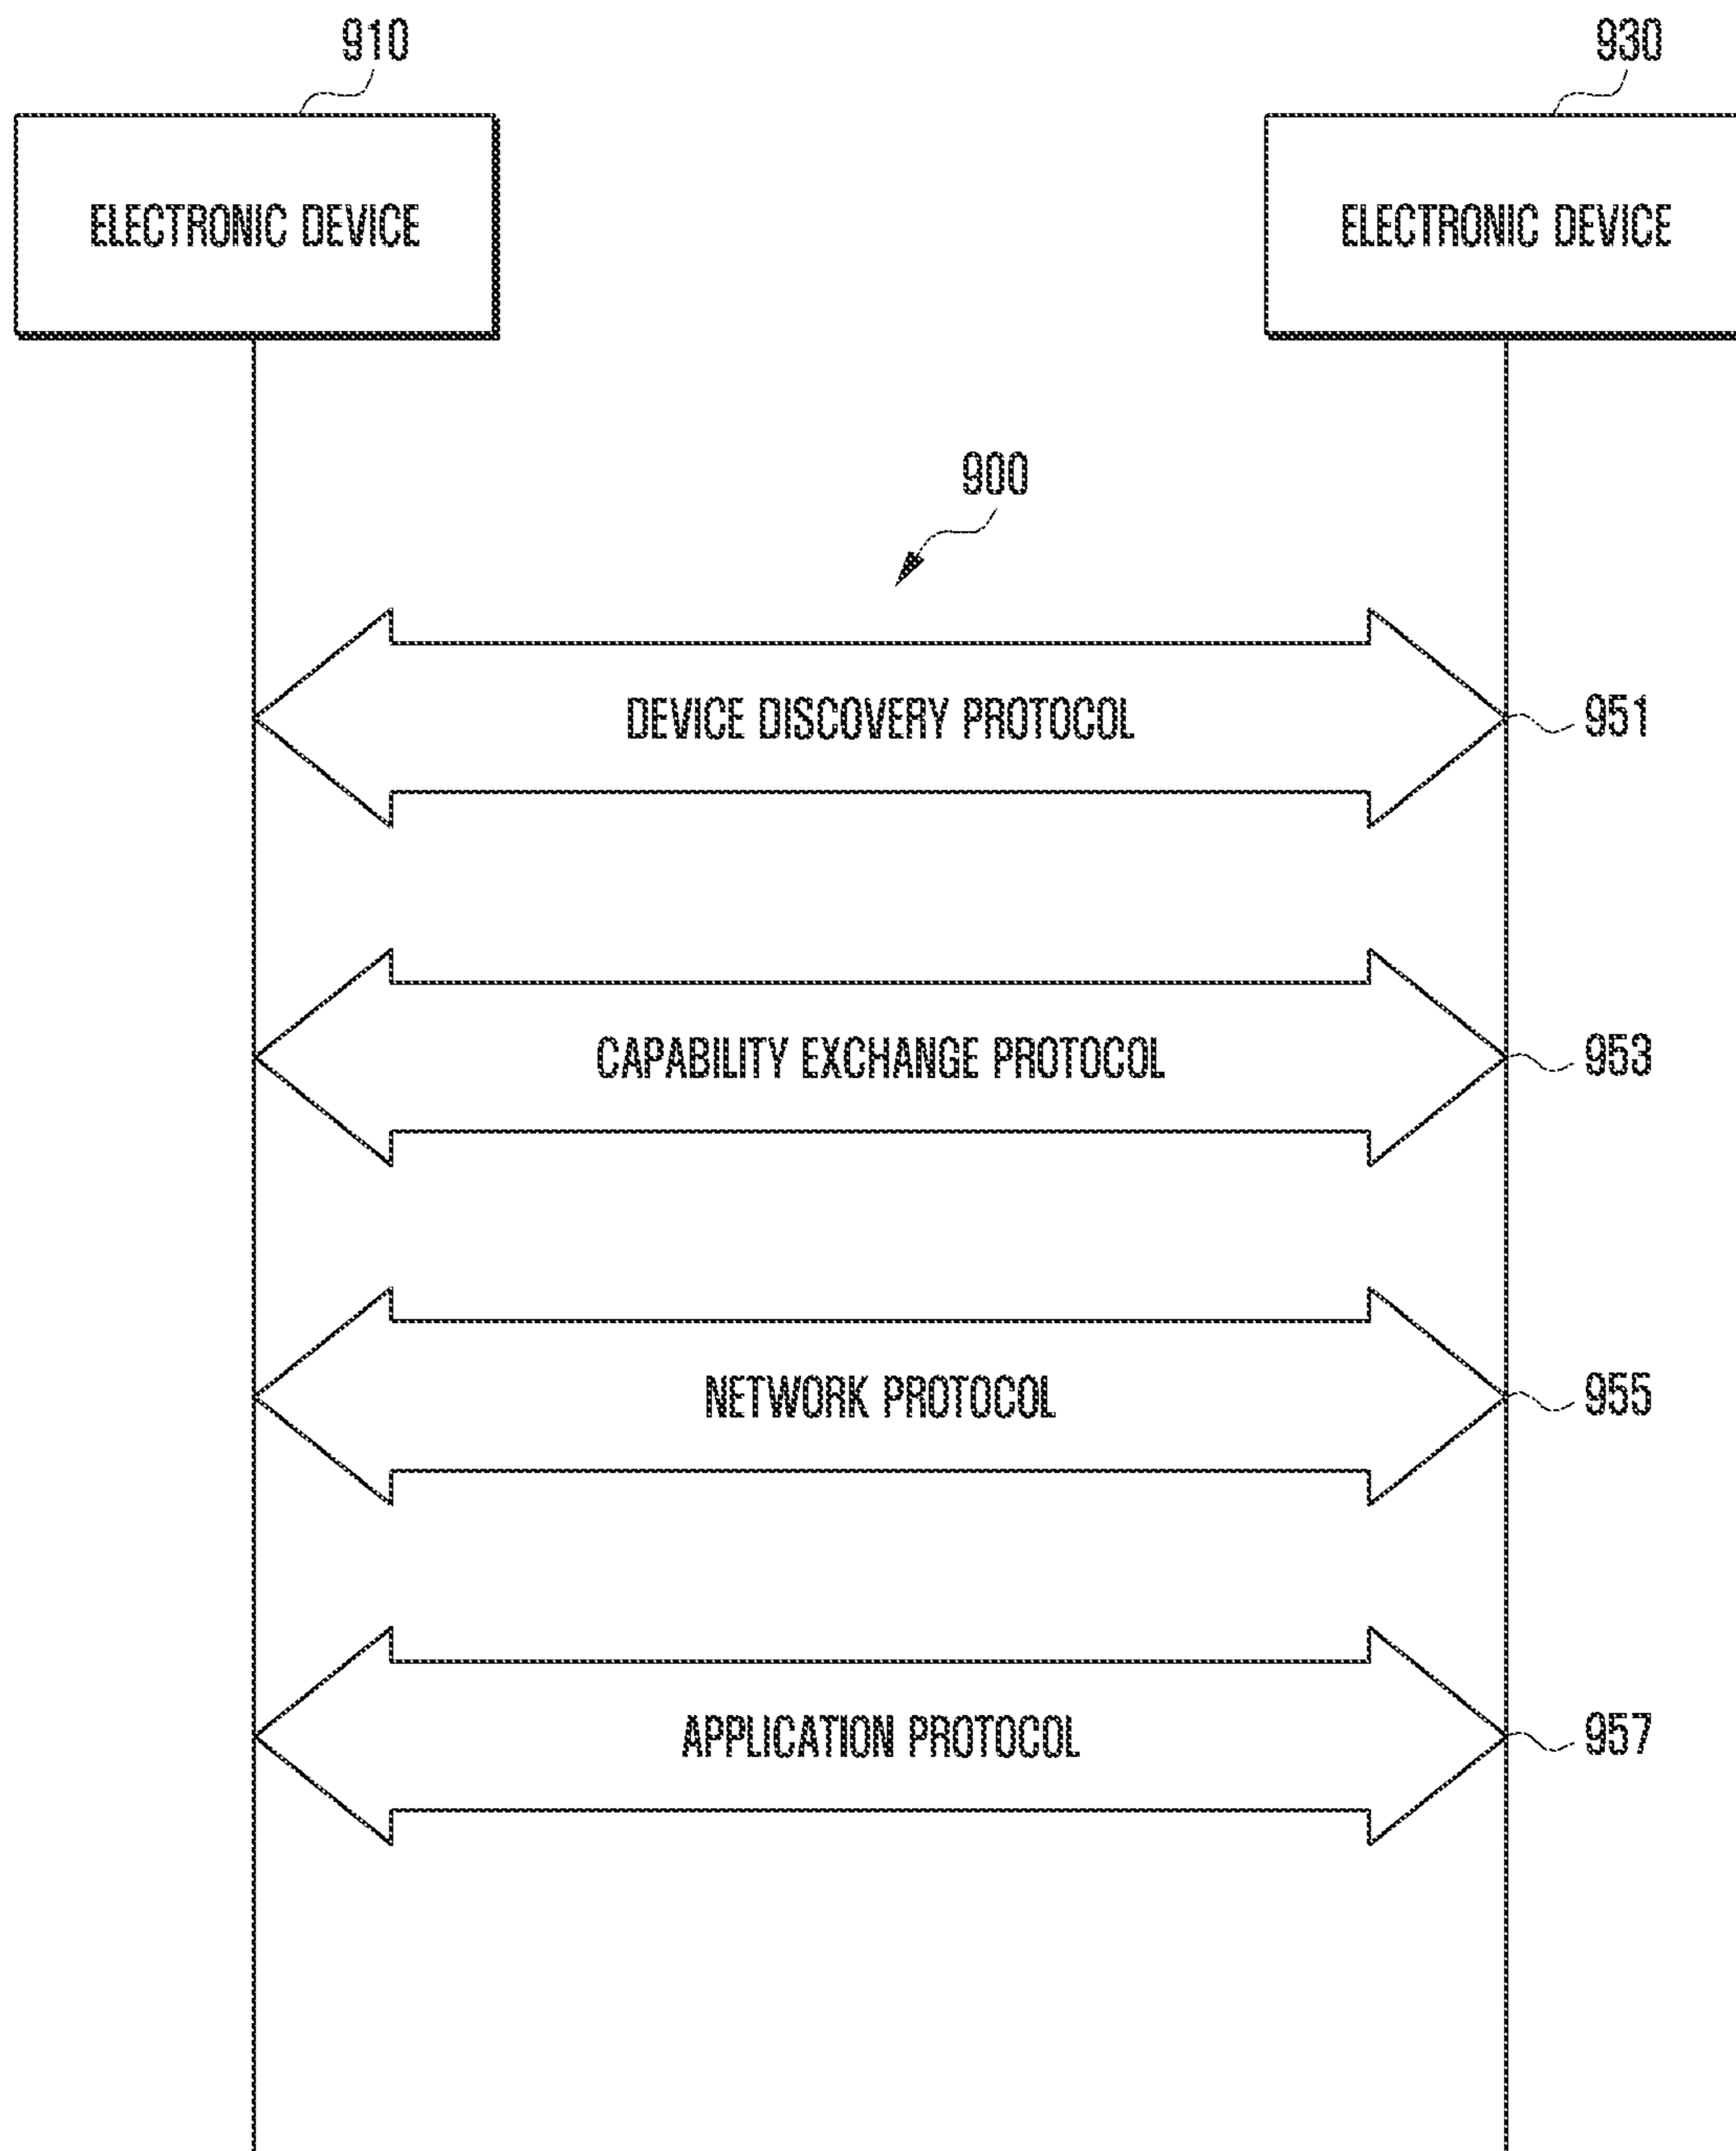 910
930
ELECTRONIC DEVICE
ELECTRONIC DEVICE
900
DEVICE DISCOVERY PROTOCOL
951
CAPABILITY EXCHANGE PROTOCOL
953
NETWORK PROTOCOL
955
APPLICATION PROTOCOL
957